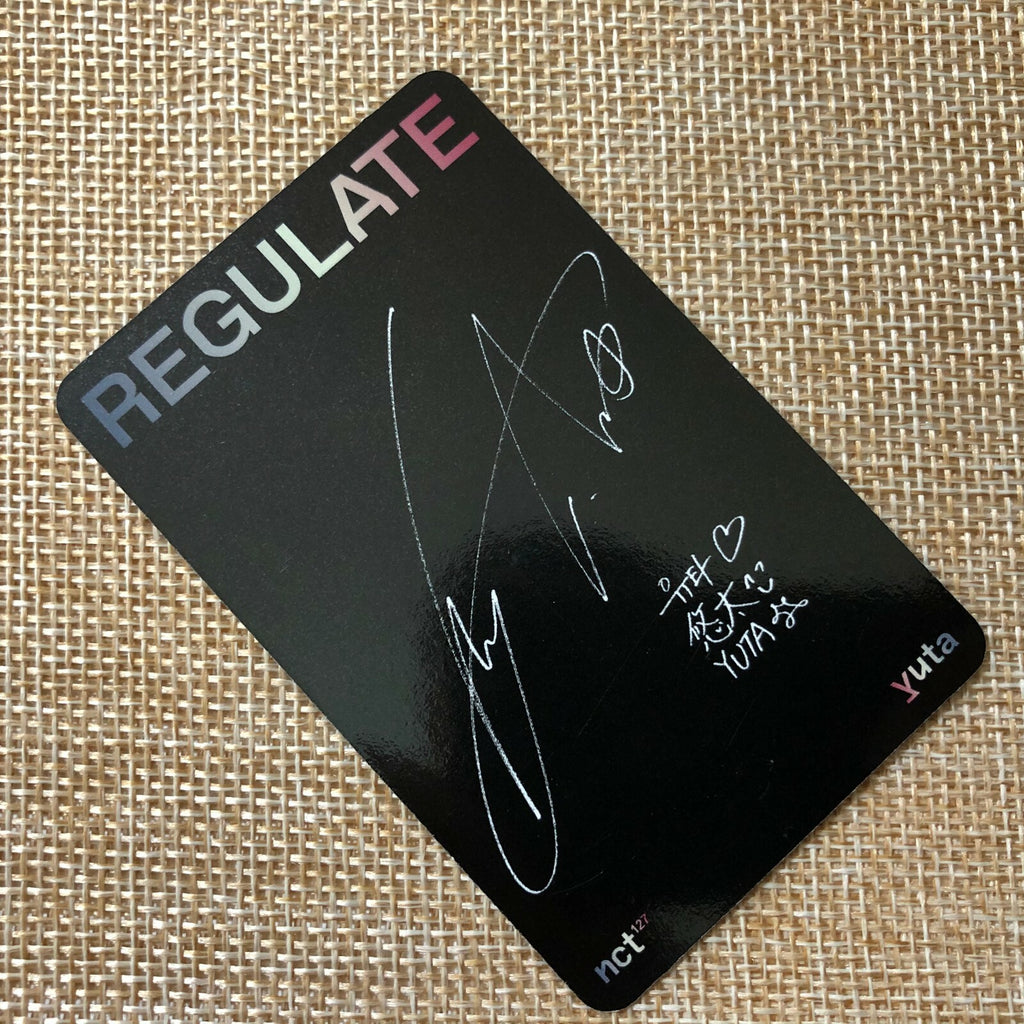 REGULATE
유타♡
悠太
YUTA
yuta
nct127